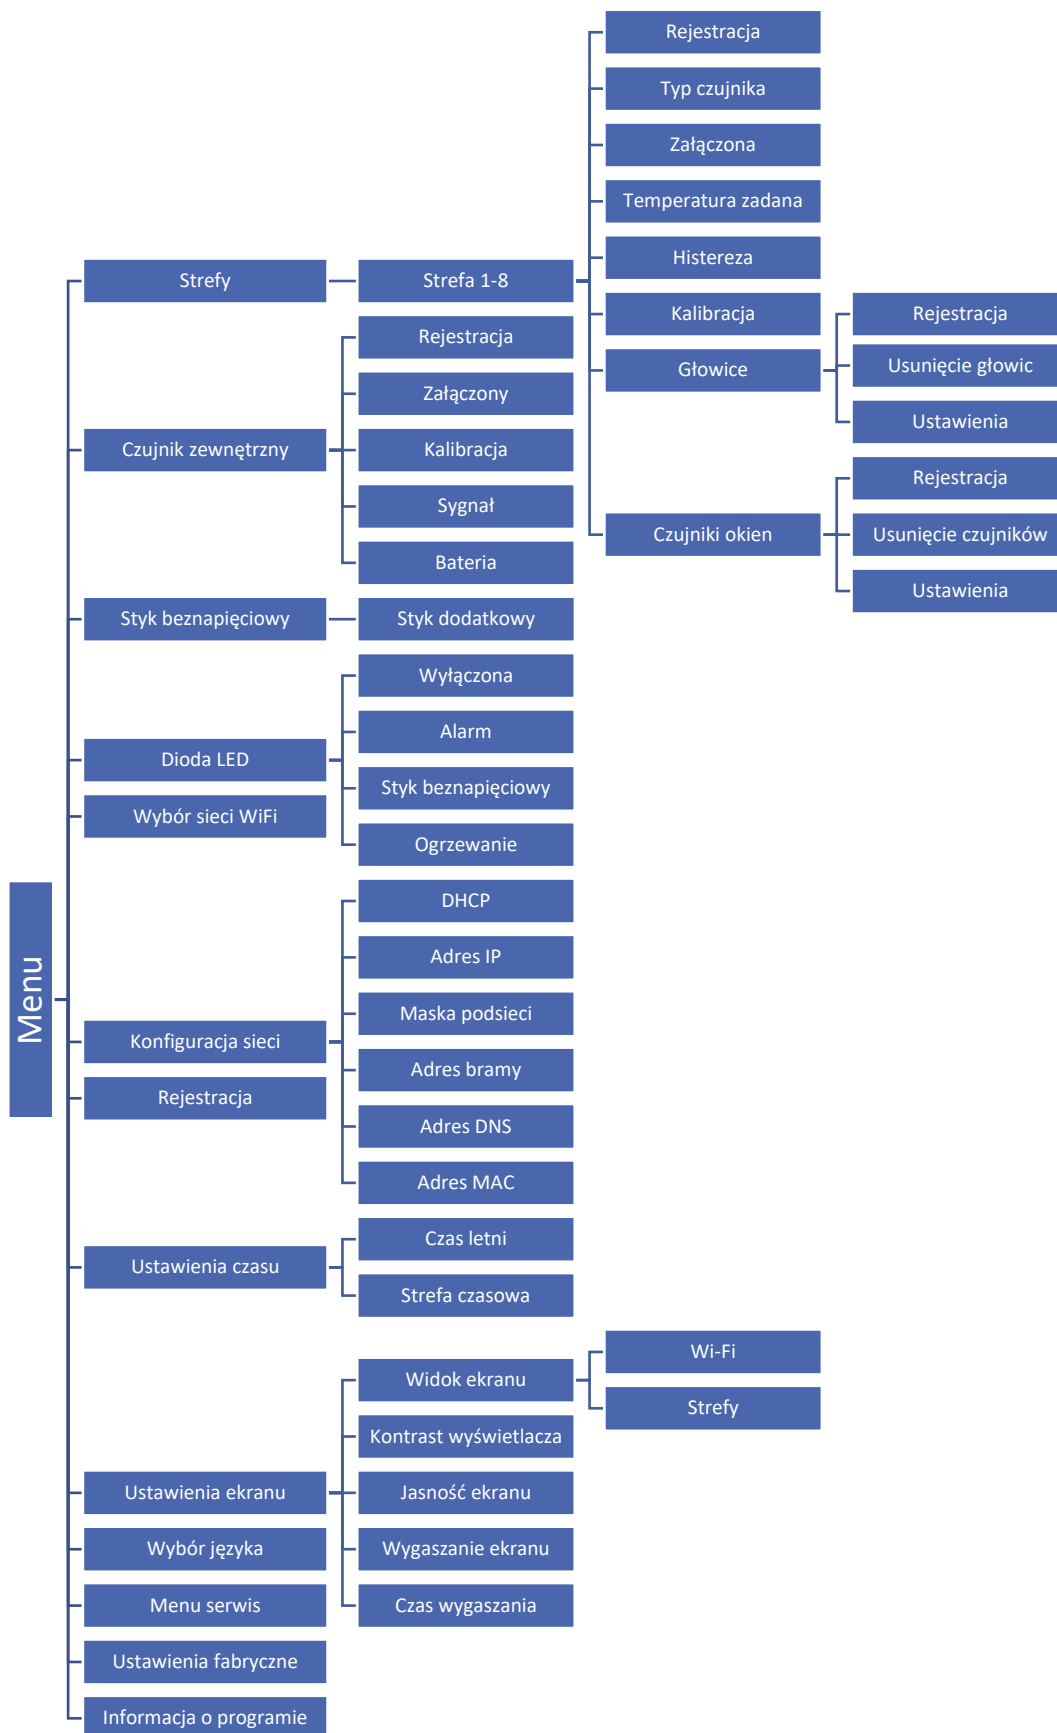 Menu
Strefy
Strefa 1-8
Rejestracja
Typ czujnika
Załączona
Temperatura zadana
Histereza
Kalibracja
Głowice
Rejestracja
Usunięcie głowic
Ustawienia
Czujniki okien
Rejestracja
Usunięcie czujników
Ustawienia
Czujnik zewnętrzny
Rejestracja
Załączony
Kalibracja
Sygnał
Bateria
Styk beznapięciowy
Styk dodatkowy
Dioda LED
Wyłączona
Alarm
Styk beznapięciowy
Ogrzewanie
Wybór sieci WiFi
Konfiguracja sieci
DHCP
Adres IP
Maska podsieci
Adres bramy
Adres DNS
Adres MAC
Rejestracja
Ustawienia czasu
Czas letni
Strefa czasowa
Ustawienia ekranu
Widok ekranu
Wi-Fi
Strefy
Kontrast wyświetlacza
Jasność ekranu
Wygaszanie ekranu
Czas wygaszania
Wybór języka
Menu serwis
Ustawienia fabryczne
Informacja o programie